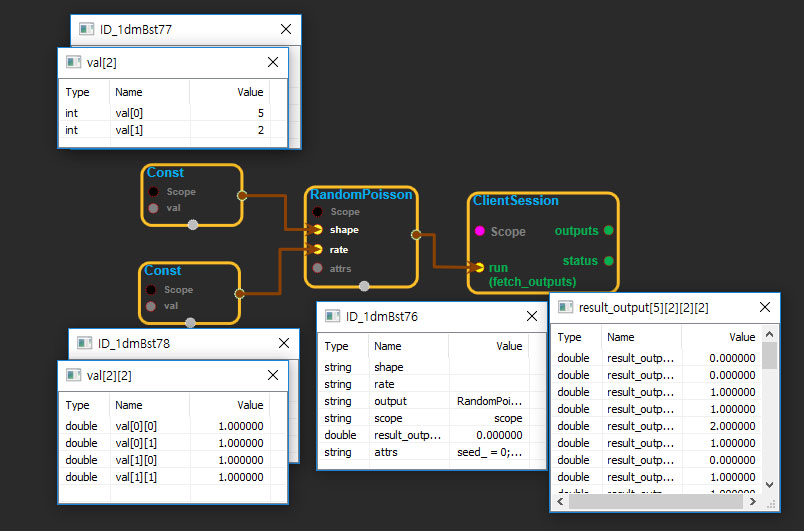 ID_1dmBst77
val[2]
Type Name Value
int val[0] 5
int val[1] 2
Const
Scope
val
RandomPoisson
Scope
shape
rate
attrs
ClientSession
Scope outputs
status
run
(fetch_outputs)
Const
Scope
val
ID_1dmBst78
val[2][2]
Type Name Value
double val[0][0] 1.000000
double val[0][1] 1.000000
double val[1][0] 1.000000
double val[1][1] 1.000000
ID_1dmBst76
Type Name Value
string shape
string rate
string output RandomPoi...
string scope scope
double result_outp... 0.000000
string attrs seed_ = 0;...
result_output[5][2][2][2]
Type Name Value
double result_outp... 0.000000
double result_outp... 0.000000
double result_outp... 1.000000
double result_outp... 1.000000
double result_outp... 2.000000
double result_outp... 1.000000
double result_outp... 0.000000
double result_outp... 1.000000
double result_outp... 1.000000